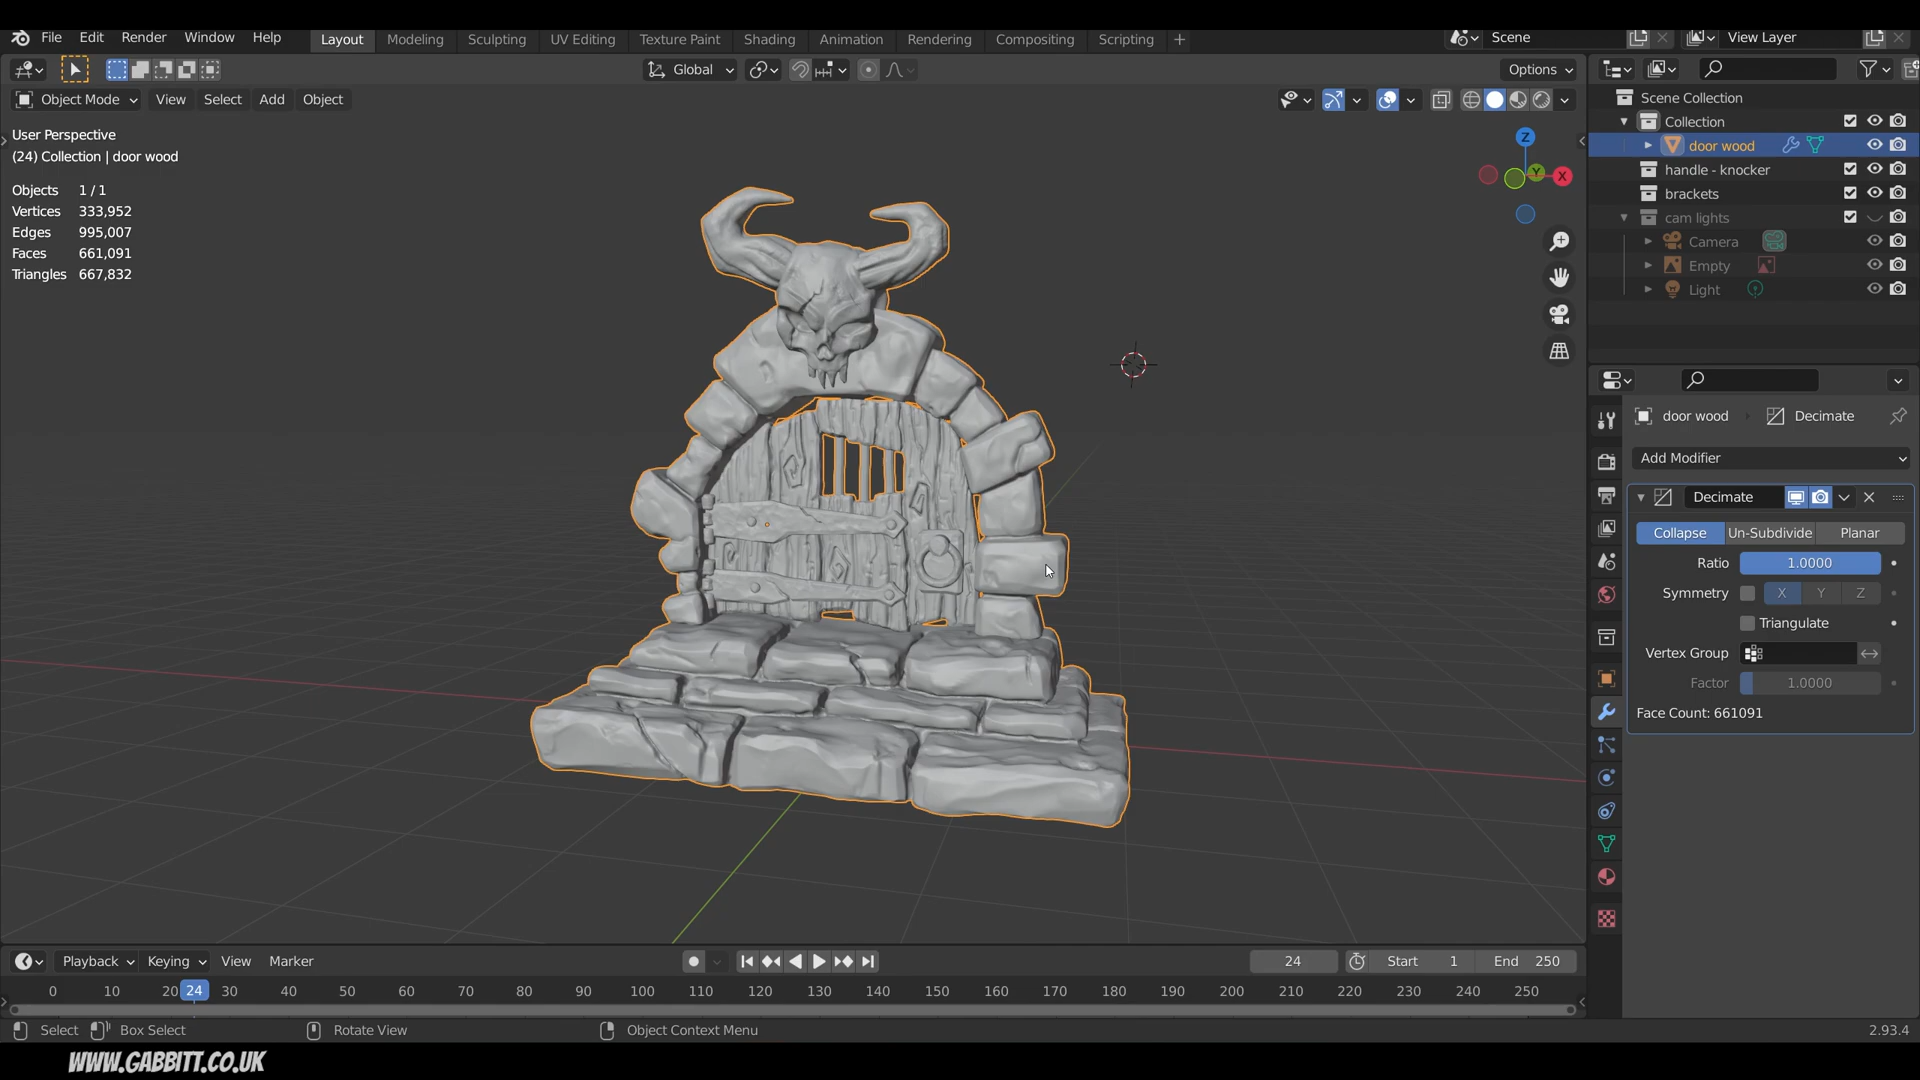 File Edit Render Window Help Layout Modeling Sculpting UV Editing Texture Paint Shading Animation Rendering Compositing Scripting Scene View Layer
Global Options
Object Mode View Select Add Object
User Perspective
(24) Collection | door wood
Objects 1 / 1
Vertices 333,952
Edges 995,007
Faces 661,091
Triangles 667,832
Z
Y
X
Scene Collection
Collection
door wood
handle - knocker
brackets
cam lights
Camera
Empty
Light
door wood Decimate
Add Modifier
Decimate
Collapse Un-Subdivide Planar
Ratio 1.0000
Symmetry X Y Z
Triangulate
Vertex Group
Factor 1.0000
Face Count: 661091
Playback Keying View Marker 24 Start 1 End 250
0 10 20 24 30 40 50 60 70 80 90 100 110 120 130 140 150 160 170 180 190 200 210 220 230 240 250
Select Box Select Rotate View Object Context Menu 2.93.4
WWW.GABBITT.CO.UK